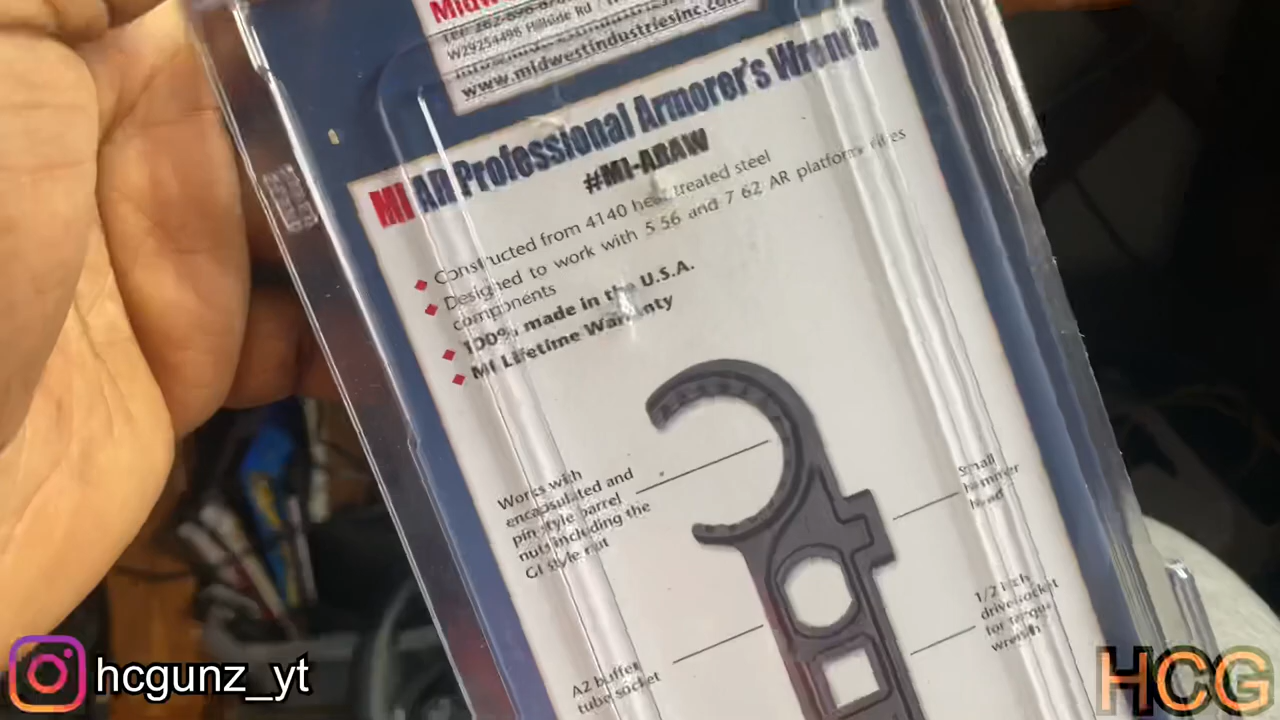 W292S4498 Hillside Rd
www.midwestindustriesinc.com
MI AR Professional Armorer's Wrench
#MI-ARAW
Constructed from 4140 heat treated steel
Designed to work with 5 56 and 7 62 AR platform rifles
components
100% made in the U.S.A.
MI Lifetime Warranty
Works with
encapsulated and
pin style barrel
nuts including the
GI style nut
Small
hammer
head
1/2 inch
drive socket
for torque
wrench
A2 buffer
tube socket
hcgunz_yt
HCG